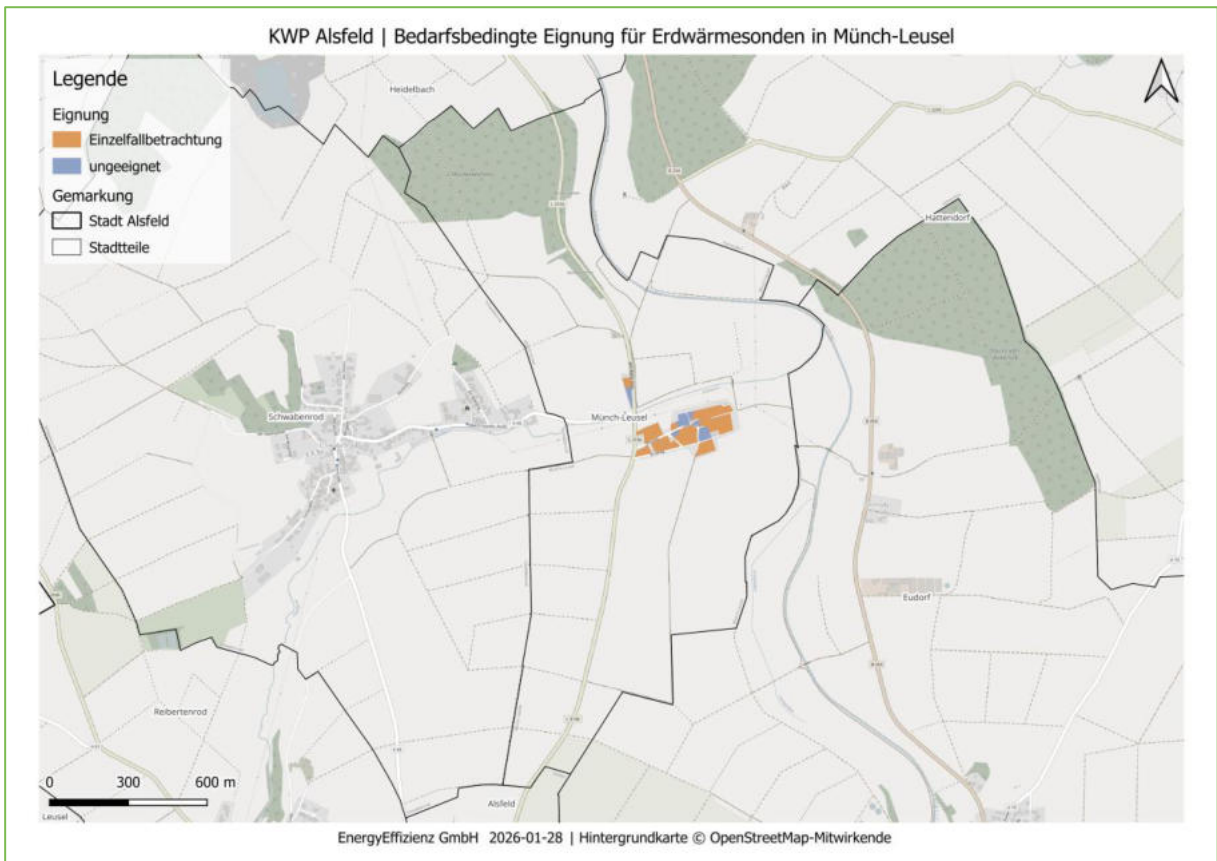 KWP Alsfeld | Bedarfsbedingte Eignung für Erdwärmesonden in Münch-Leusel
Legende
Eignung
Einzelfallbetrachtung
ungeeignet
Gemarkung
Stadt Alsfeld
Stadtteile
Heidelbach
Hattendorf
Schwabenrod
Münch-Leusel
Eudorf
Reibertenrod
0 300 600 m
Alsfeld
Leusel
EnergyEffizienz GmbH 2026-01-28 | Hintergrundkarte © OpenStreetMap-Mitwirkende